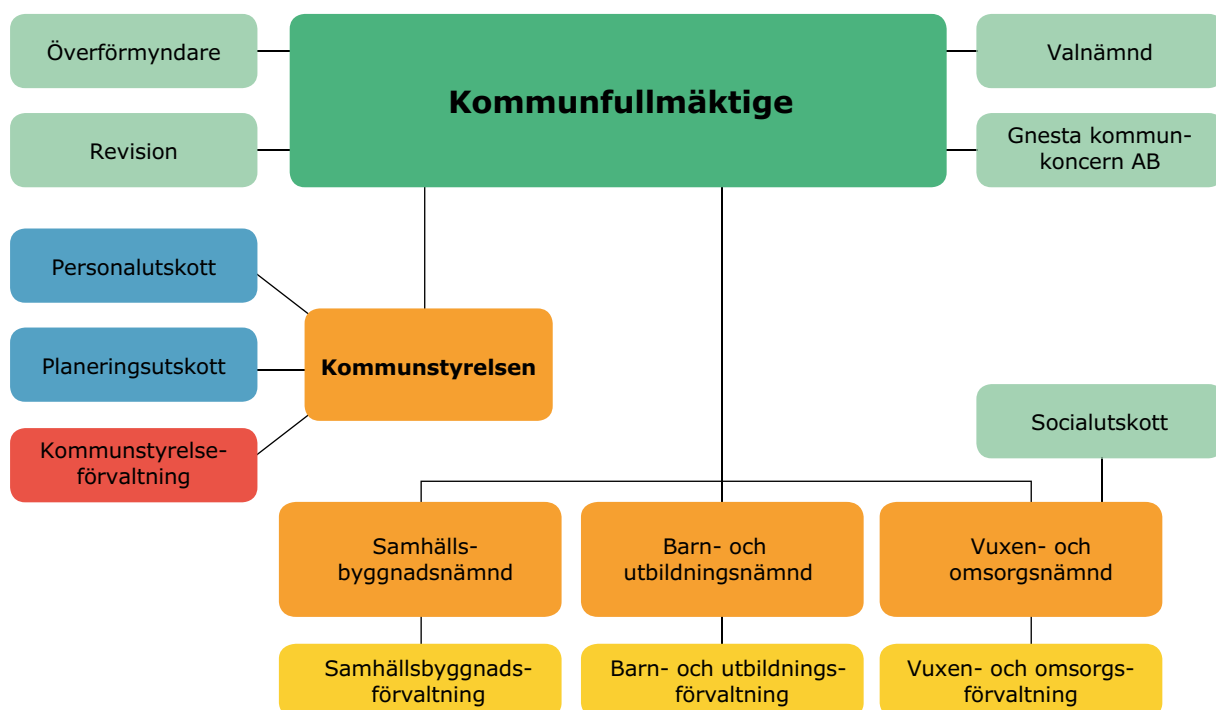 Överförmyndare
Kommunfullmäktige
Valnämnd
Revision
Gnesta kommun-
koncern AB
Personalutskott
Planeringsutskott
Kommunstyrelsen
Kommunstyrelse-
förvaltning
Socialutskott
Samhälls-
byggnadsnämnd
Barn- och
utbildningsnämnd
Vuxen- och
omsorgsnämnd
Samhällsbyggnads-
förvaltning
Barn- och utbildnings-
förvaltning
Vuxen- och omsorgs-
förvaltning